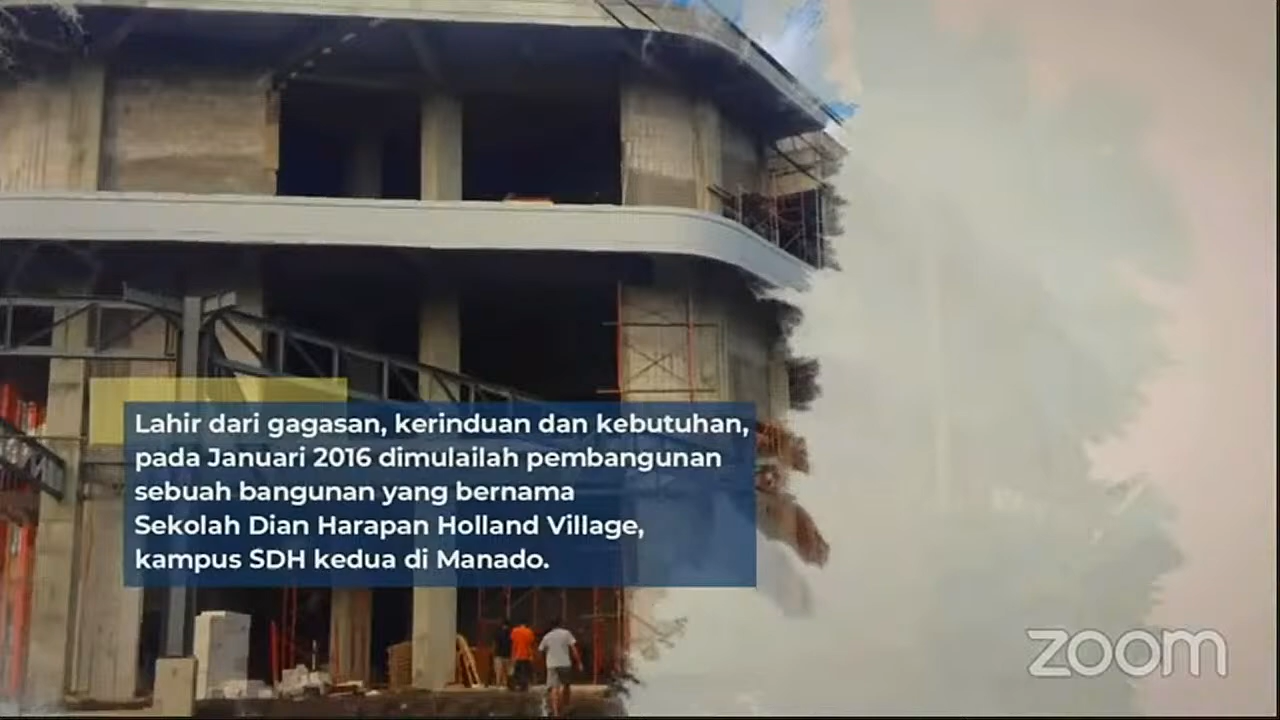 Lahir dari gagasan, kerinduan dan kebutuhan,
pada Januari 2016 dimulailah pembangunan
sebuah bangunan yang bernama
Sekolah Dian Harapan Holland Village,
kampus SDH kedua di Manado.
zoom